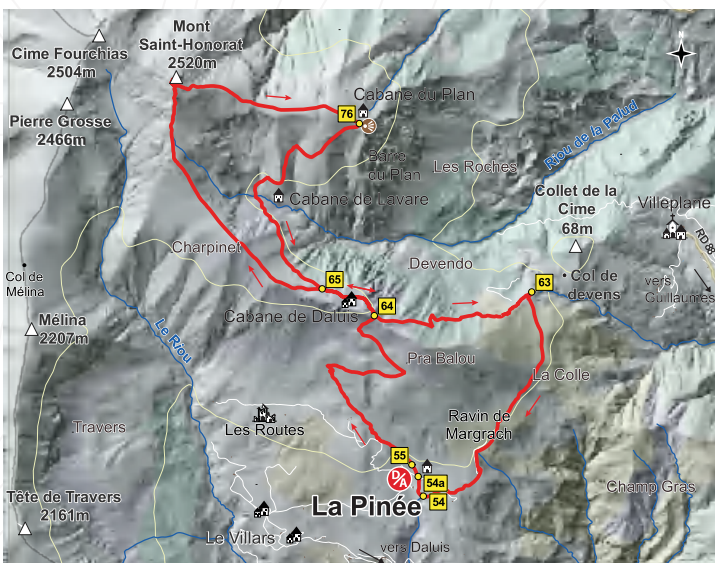 Mont
Saint-Honorat
2520m
Cime Fourchias
2504m
N
Pierre Grosse
2466m
Cabane du Plan
76
Barre
du Plan
Les Roches
Riou de la Palud
Cabane de Lavare
Collet de la
Cime
68m
Villeplane
RD 88
Charpinet
Devendo
Col de
Mélina
65
63
Col de
devens
vers
Guillaumes
64
Cabane de Daluis
Mélina
2207m
Le Riou
Pra Balou
La Colle
Travers
Les Routes
Ravin de
Margrach
55
D/A
54a
54
La Pinée
Champ Gras
Tête de Travers
2161m
Le Villars
vers Daluis